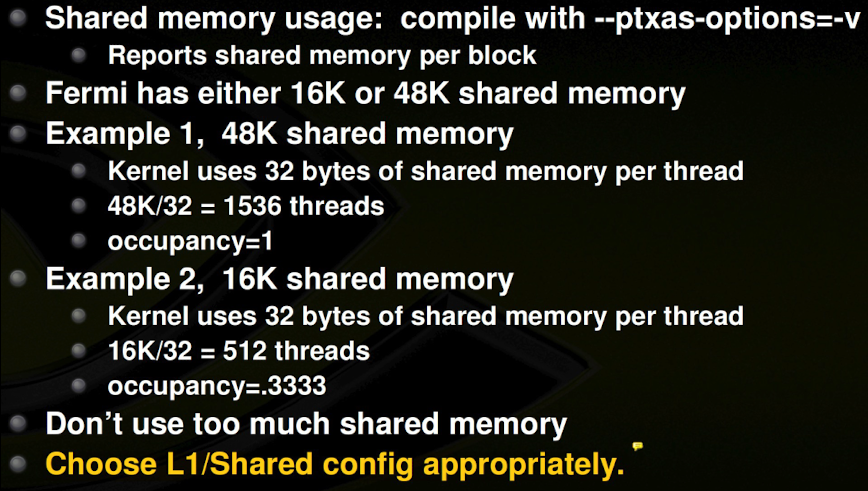 Shared memory usage: compile with --ptxas-options=-v
Reports shared memory per block
Fermi has either 16K or 48K shared memory
Example 1, 48K shared memory
Kernel uses 32 bytes of shared memory per thread
48K/32 = 1536 threads
occupancy=1
Example 2, 16K shared memory
Kernel uses 32 bytes of shared memory per thread
16K/32 = 512 threads
occupancy=.3333
Don't use too much shared memory
Choose L1/Shared config appropriately.